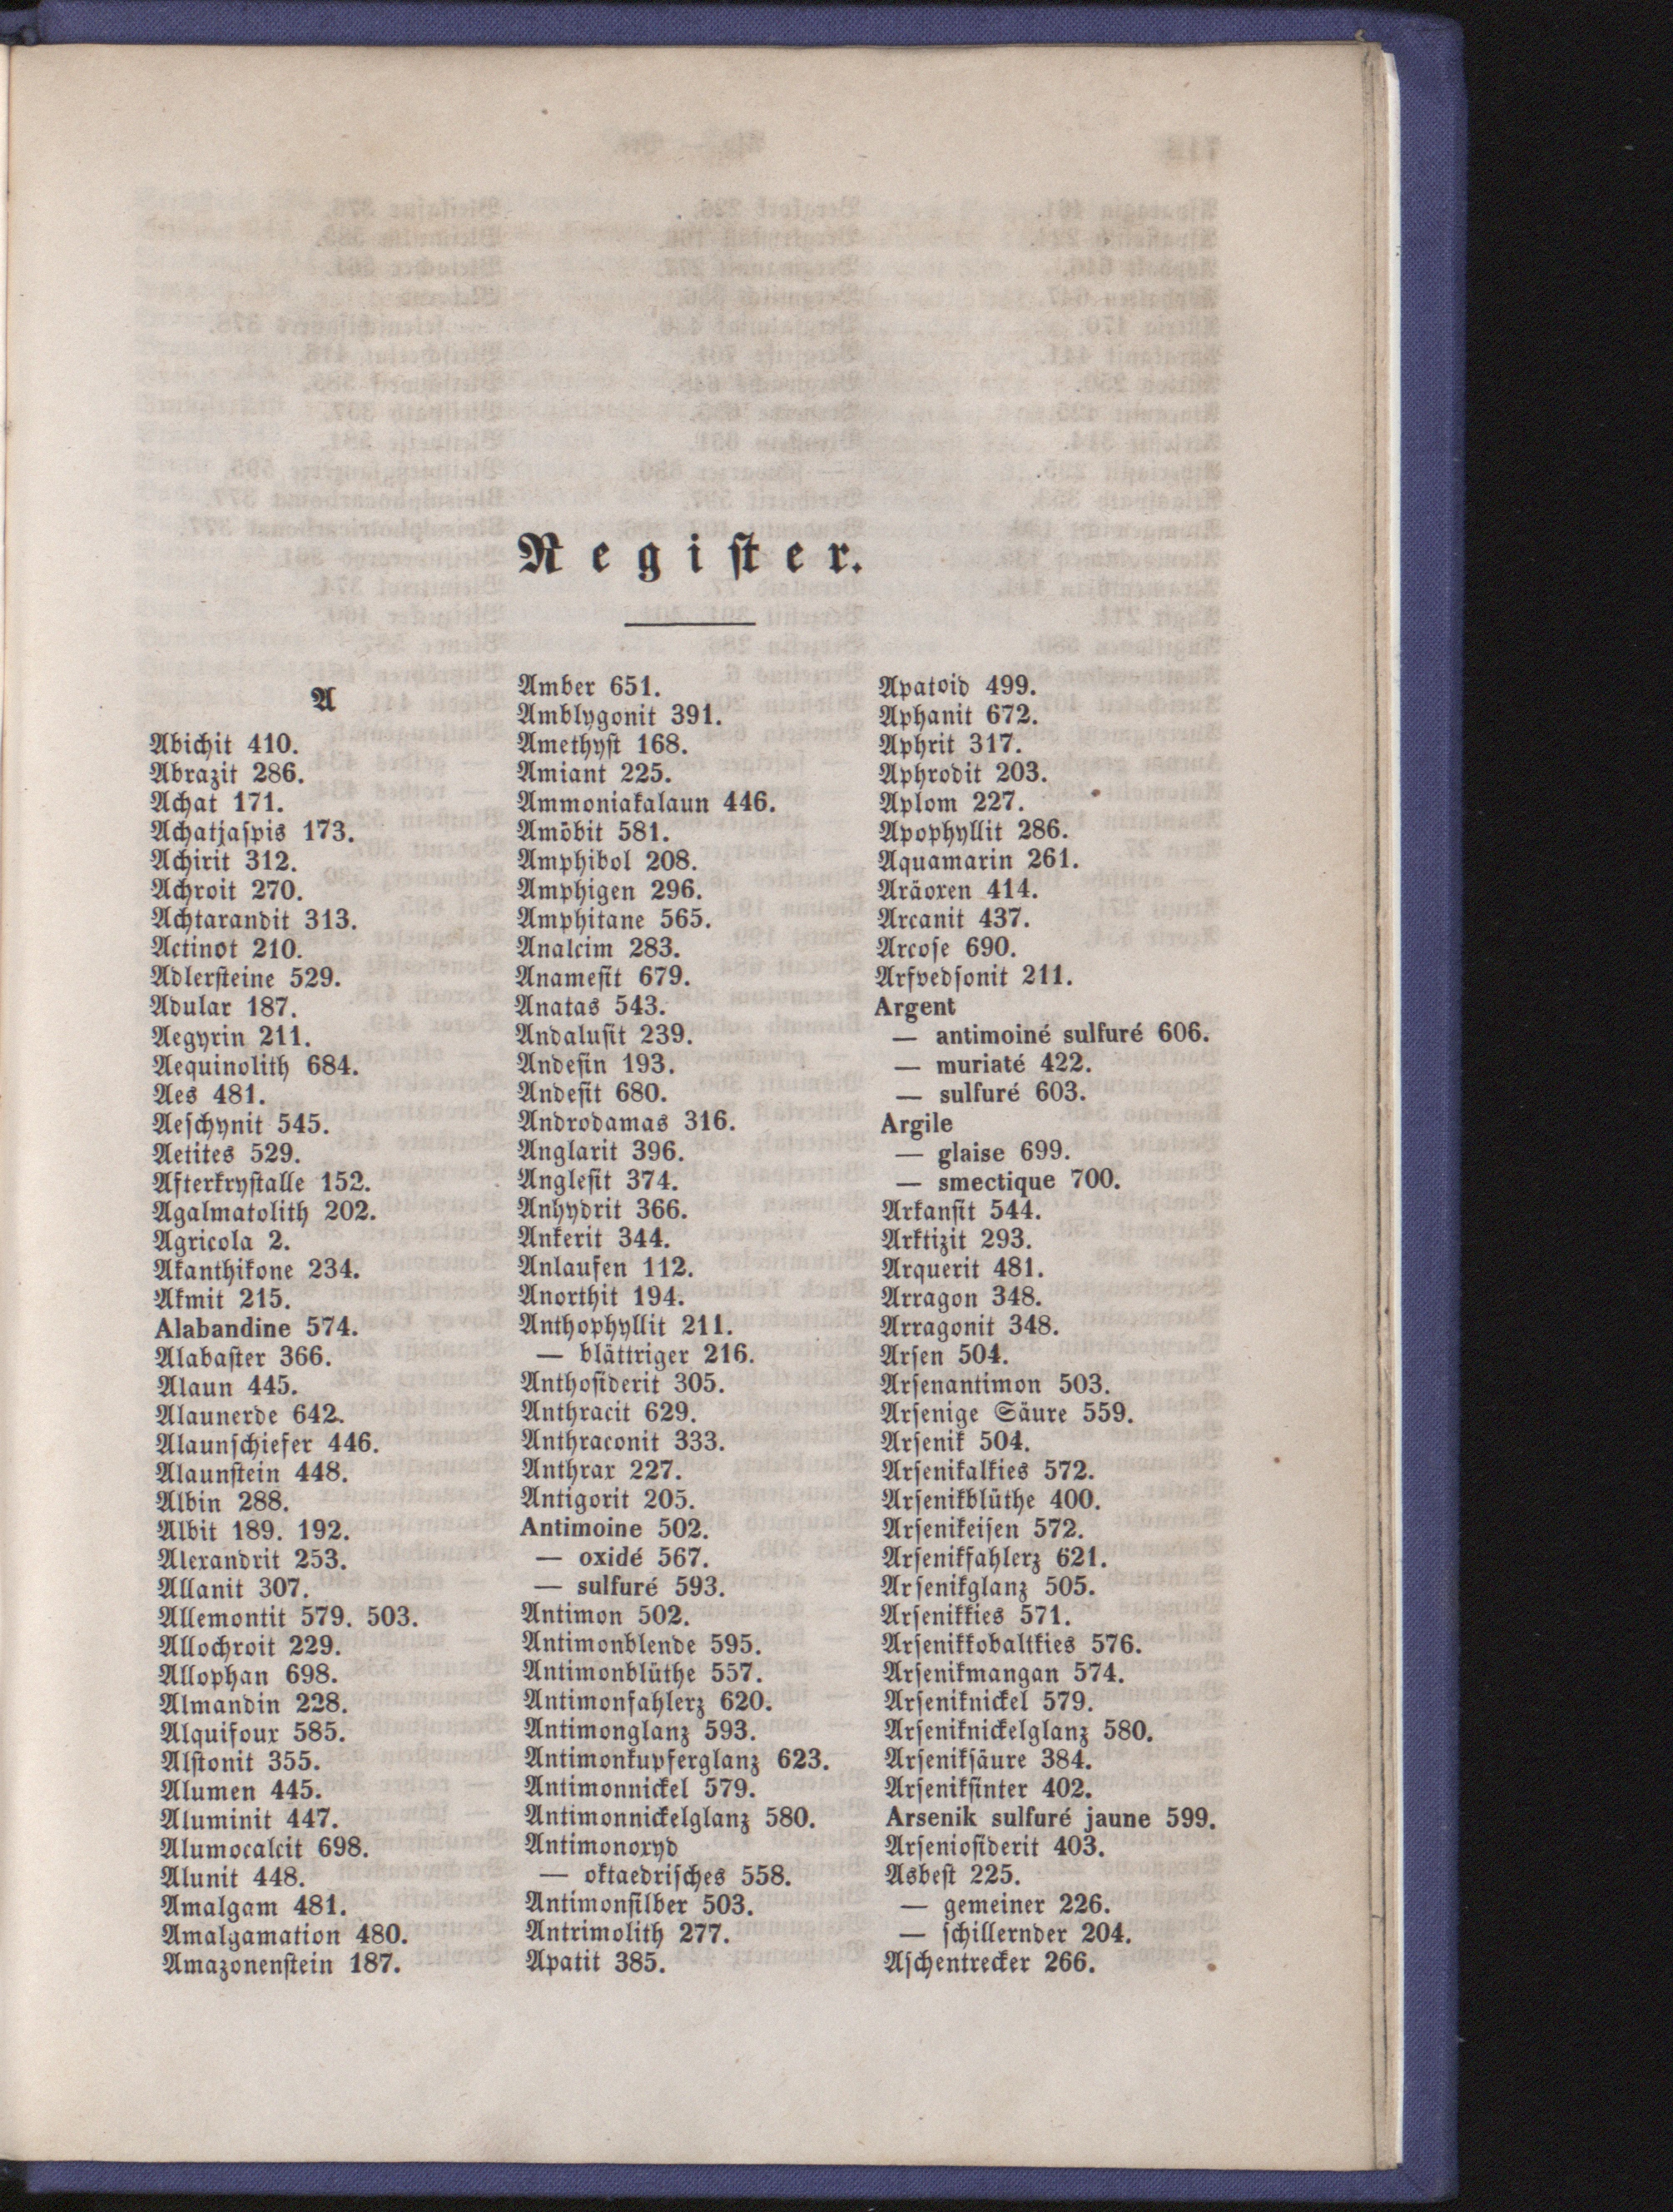 Register.
A
Abichit 410.
Abrazit 286.
Achat 171.
Achatjaspis 173.
Achirit 312.
Achroit 270.
Achtarandit 313.
Actinot 210.
Adlersteine 529.
Adular 187.
Aegyrin 211.
Aequinolith 684.
Aes 481.
Aeschynit 545.
Aetites 529.
Afterkrystalle 152.
Agalmatolith 202.
Agricola 2.
Akanthikone 234.
Akmit 215.
Alabandine 574.
Alabaster 366.
Alaun 445.
Alaunerde 642.
Alaunschiefer 446.
Alaunstein 448.
Albin 288.
Albit 189. 192.
Alexandrit 253.
Allanit 307.
Allemontit 579. 503.
Allochroit 229.
Allophan 698.
Almandin 228.
Alquifoux 585.
Alstonit 355.
Alumen 445.
Aluminit 447.
Alumocalcit 698.
Alunit 448.
Amalgam 481.
Amalgamation 480.
Amazonenstein 187.
Amber 651.
Amblygonit 391.
Amethyst 168.
Amiant 225.
Ammoniakalaun 446.
Amöbit 581.
Amphibol 208.
Amphigen 296.
Amphitane 565.
Analcim 283.
Anamesit 679.
Anatas 543.
Andalusit 239.
Andesin 193.
Andesit 680.
Androdamas 316.
Anglarit 396.
Anglesit 374.
Anhydrit 366.
Ankerit 344.
Anlaufen 112.
Anorthit 194.
Anthophyllit 211.
— blättriger 216.
Anthosiderit 305.
Anthracit 629.
Anthraconit 333.
Anthrax 227.
Antigorit 205.
Antimoine 502.
— oxidé 567.
— sulfuré 593.
Antimon 502.
Antimonblende 595.
Antimonblüthe 557.
Antimonfahlerz 620.
Antimonglanz 593.
Antimonkupferglanz 623.
Antimonnickel 579.
Antimonnickelglanz 580.
Antimonoxyd
— oktaedrisches 558.
Antimonsilber 503.
Antrimolith 277.
Apatit 385.
Apatoid 499.
Aphanit 672.
Aphrit 317.
Aphrodit 203.
Aplom 227.
Apophyllit 286.
Aquamarin 261.
Aräoxen 414.
Arcanit 437.
Arcose 690.
Arfvedsonit 211.
Argent
— antimoiné sulfuré 606.
— muriaté 422.
— sulfuré 603.
Argile
— glaise 699.
— smectique 700.
Arkansit 544.
Arktizit 293.
Arquerit 481.
Arragon 348.
Arragonit 348.
Arsen 504.
Arsenantimon 503.
Arsenige Säure 559.
Arsenik 504.
Arsenikalkies 572.
Arsenikblüthe 400.
Arsenikeisen 572.
Arsenikfahlerz 621.
Arsenikglanz 505.
Arsenikkies 571.
Arsenikkobaltkies 576.
Arsenikmangan 574.
Arseniknickel 579.
Arseniknickelglanz 580.
Arseniksäure 384.
Arseniksinter 402.
Arsenik sulfuré jaune 599.
Arseniosiderit 403.
Asbest 225.
— gemeiner 226.
— schillernder 204.
Aschentrecker 266.